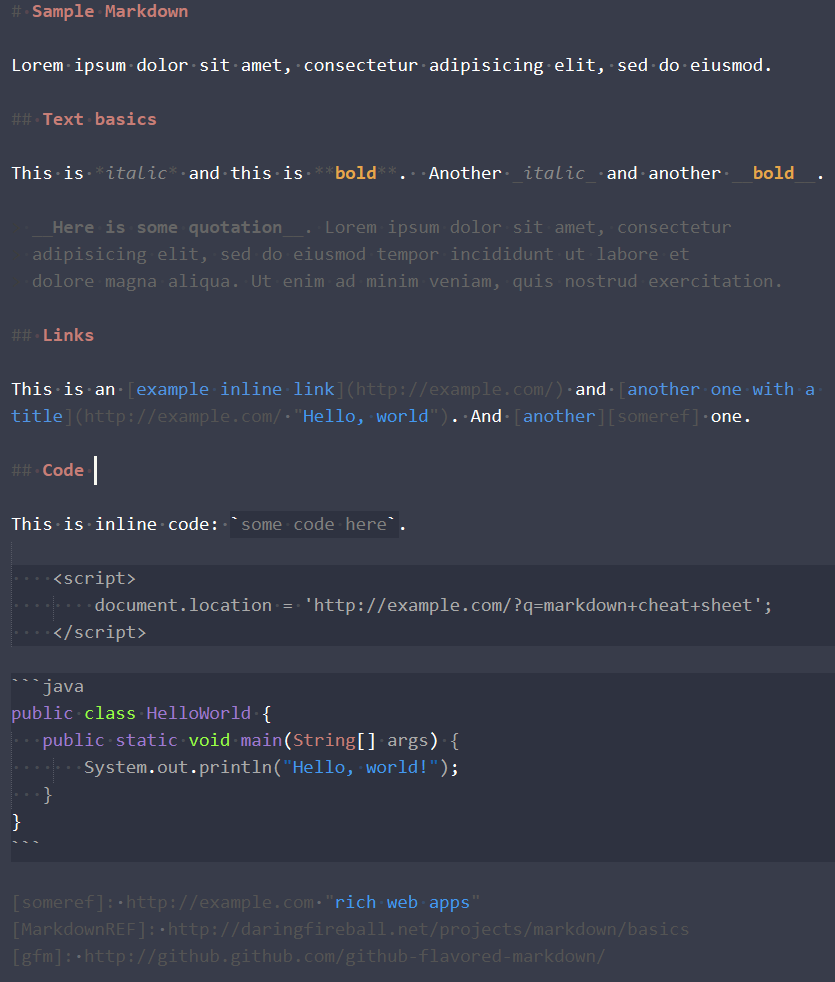 # Sample Markdown
Lorem ipsum dolor sit amet, consectetur adipisicing elit, sed do eiusmod.
## Text basics
This is *italic* and this is **bold**.  Another _italic_ and another __bold__.
__Here is some quotation__. Lorem ipsum dolor sit amet, consectetur
adipisicing elit, sed do eiusmod tempor incididunt ut labore et
dolore magna aliqua. Ut enim ad minim veniam, quis nostrud exercitation.
## Links
This is an [example inline link](http://example.com/) and [another one with a
title](http://example.com/ "Hello, world"). And [another][someref] one.
## Code
This is inline code: `some code here`.
    <script>
        document.location = 'http://example.com/?q=markdown+cheat+sheet';
    </script>
```java
public class HelloWorld {
   public static void main(String[] args) {
       System.out.println("Hello, world!");
   }
}
```
[someref]: http://example.com "rich web apps"
[MarkdownREF]: http://daringfireball.net/projects/markdown/basics
[gfm]: http://github.github.com/github-flavored-markdown/